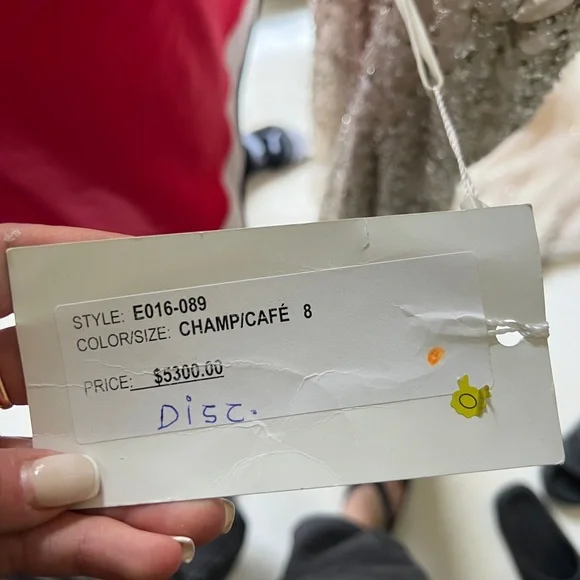 STYLE: E016-089
COLOR/SIZE: CHAMP/CAFÉ 8
PRICE: $5300.00
DISC.
O